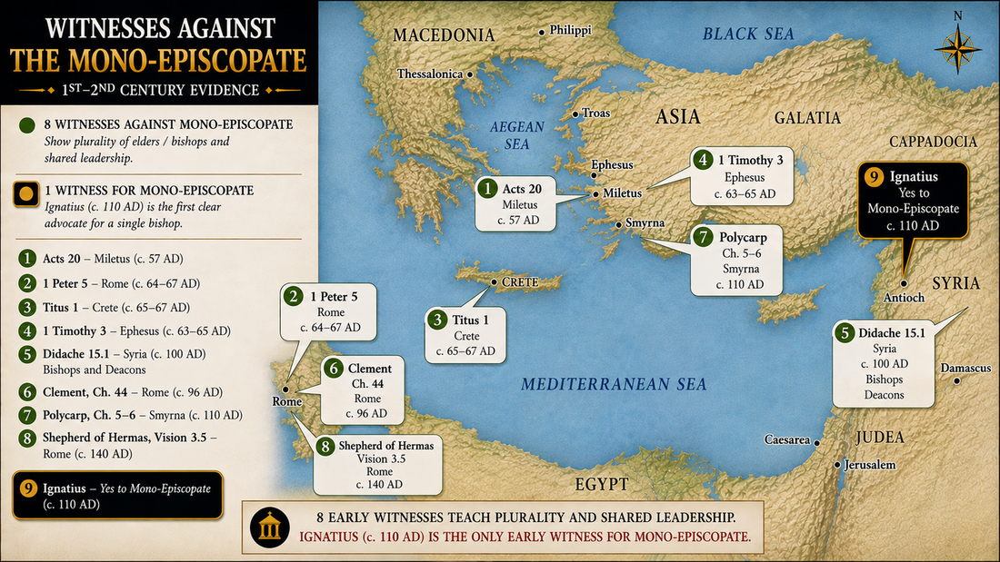 WITNESSES AGAINST
THE MONO-EPISCOPATE
1ST–2ND CENTURY EVIDENCE
8 WITNESSES AGAINST MONO-EPISCOPATE
Show plurality of elders / bishops and
shared leadership.
1 WITNESS FOR MONO-EPISCOPATE
Ignatius (c. 110 AD) is the first clear
advocate for a single bishop.
1 Acts 20 – Miletus (c. 57 AD)
2 1 Peter 5 – Rome (c. 64–67 AD)
3 Titus 1 – Crete (c. 65–67 AD)
4 1 Timothy 3 – Ephesus (c. 63–65 AD)
5 Didache 15.1 – Syria (c. 100 AD)
Bishops and Deacons
6 Clement, Ch. 44 – Rome (c. 96 AD)
7 Polycarp, Ch. 5–6 – Smyrna (c. 110 AD)
8 Shepherd of Hermas, Vision 3.5 –
Rome (c. 140 AD)
9 Ignatius – Yes to Mono-Episcopate
(c. 110 AD)
MACEDONIA
Philippi
Thessalonica
BLACK SEA
N
AEGEAN
SEA
Troas
ASIA
GALATIA
CAPPADOCIA
Ephesus
Miletus
Smyrna
1 Acts 20
Miletus
c. 57 AD
4 1 Timothy 3
Ephesus
c. 63–65 AD
9 Ignatius
Yes to
Mono-Episcopate
c. 110 AD
7 Polycarp
Ch. 5–6
Smyrna
c. 110 AD
CRETE
SYRIA
Antioch
2 1 Peter 5
Rome
c. 64–67 AD
3 Titus 1
Crete
c. 65–67 AD
5 Didache 15.1
Syria
c. 100 AD
Bishops
Deacons
Damascus
6 Clement
Ch. 44
Rome
c. 96 AD
Rome
MEDITERRANEAN SEA
8 Shepherd of Hermas
Vision 3.5
Rome
c. 140 AD
Caesarea
JUDEA
Jerusalem
EGYPT
8 EARLY WITNESSES TEACH PLURALITY AND SHARED LEADERSHIP.
IGNATIUS (c. 110 AD) IS THE ONLY EARLY WITNESS FOR MONO-EPISCOPATE.